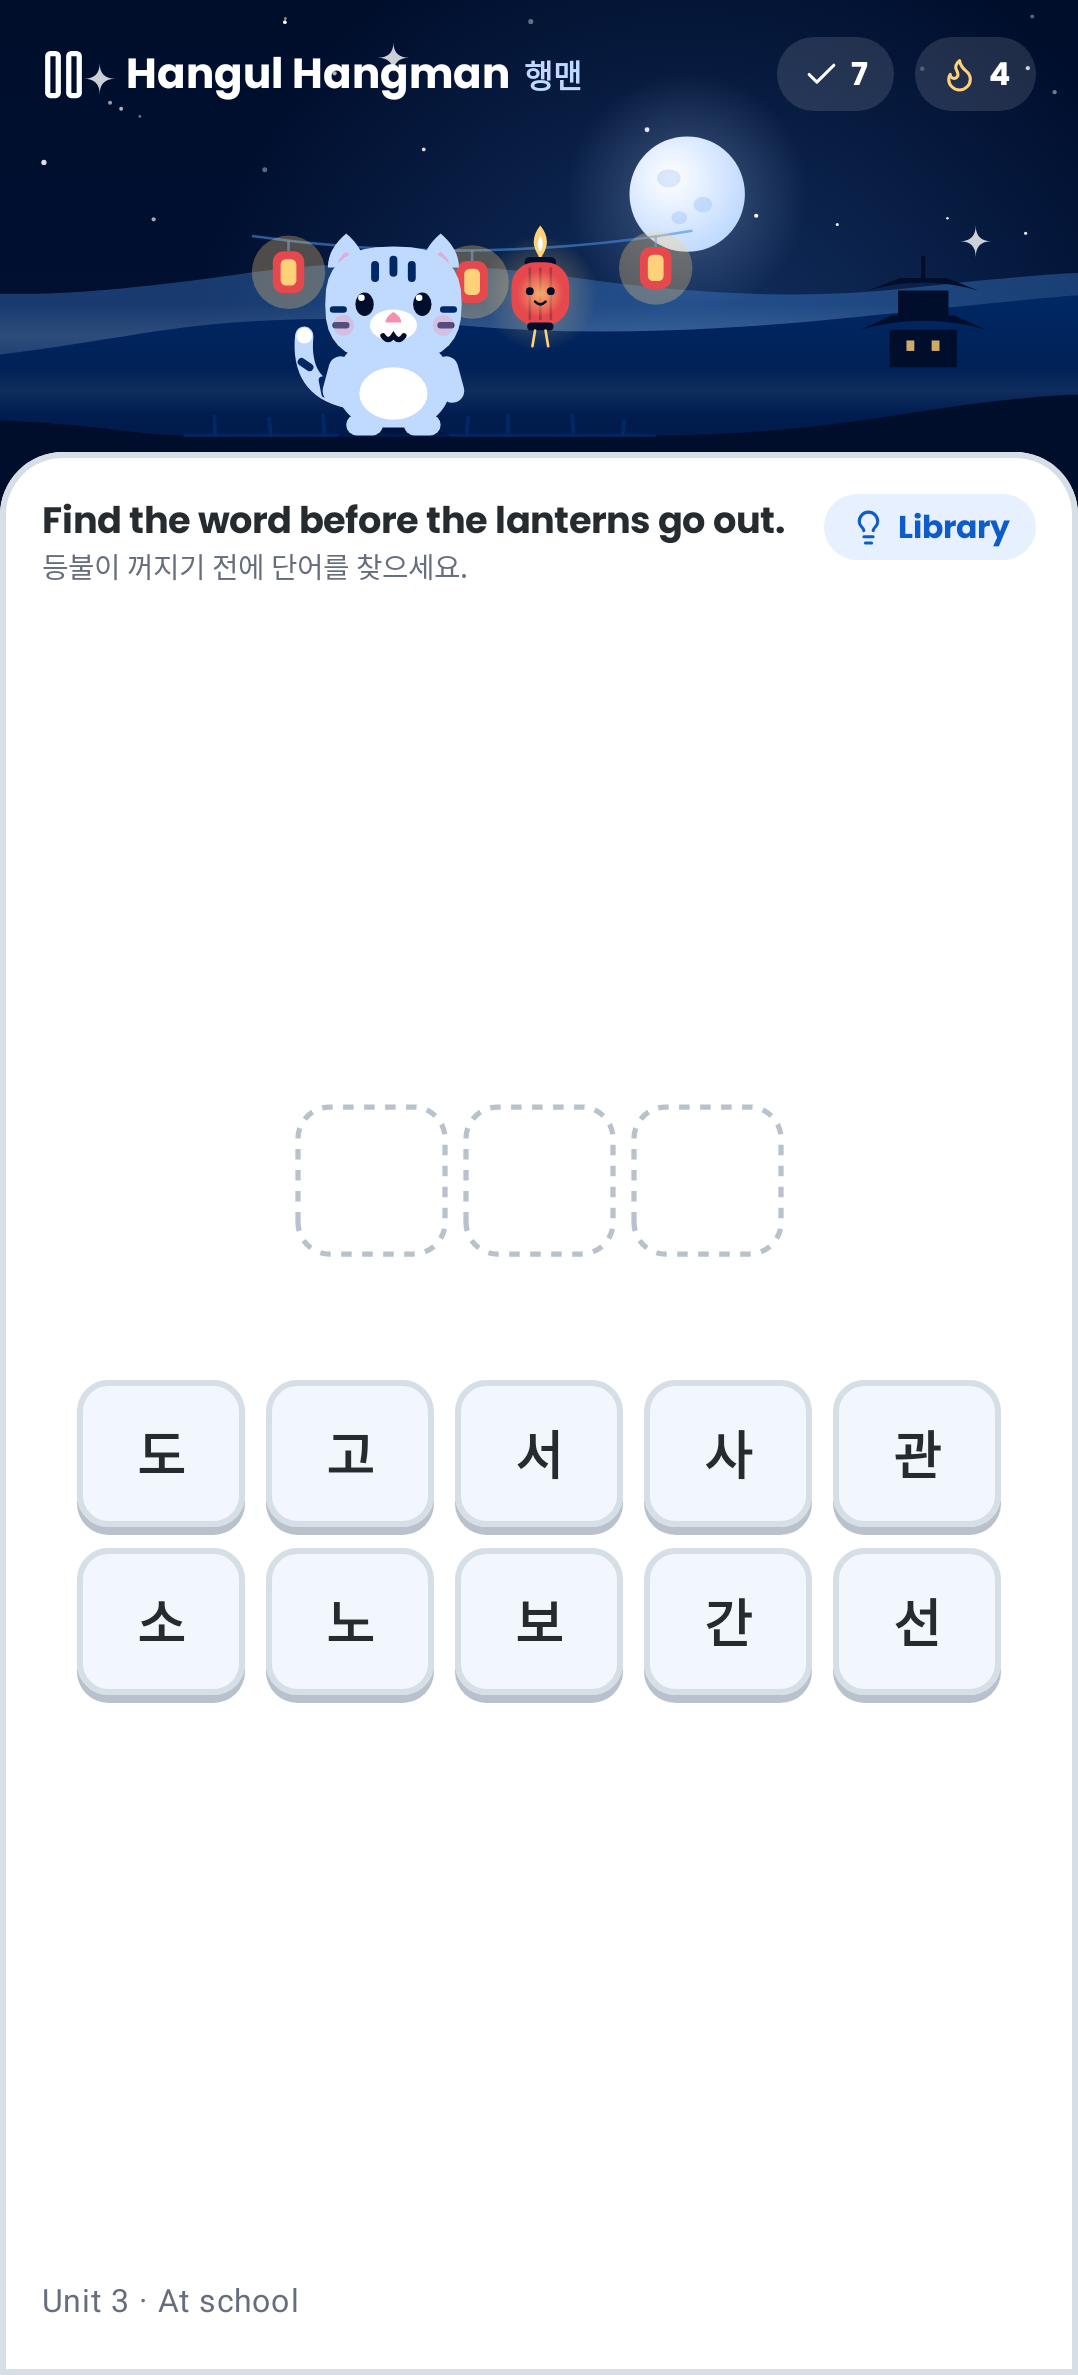 Hangul Hangman 행맨
7
4
Find the word before the lanterns go out.
등불이 꺼지기 전에 단어를 찾으세요.
Library
도 고 서 사 관
소 노 보 간 선
Unit 3 · At school